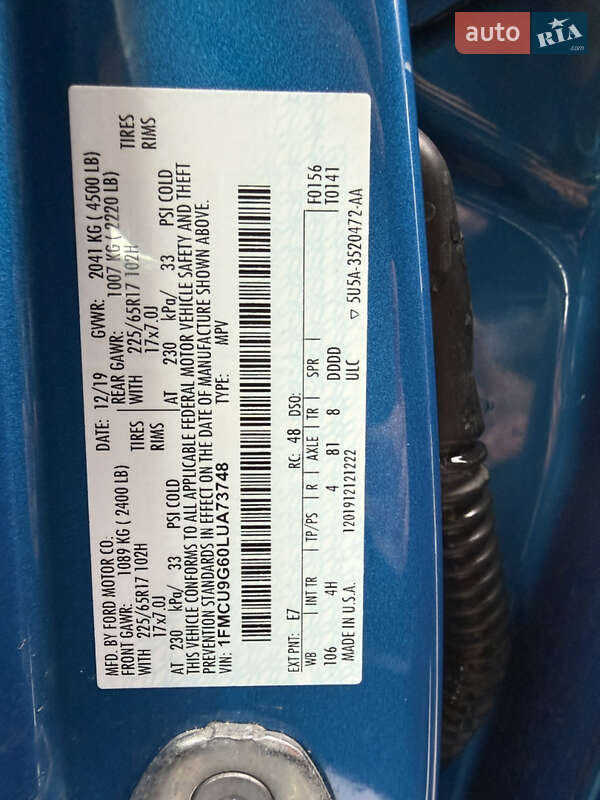 MFD. BY FORD MOTOR CO. DATE: 12/19 GVWR: 2041 KG ( 4500 LB)
FRONT GAWR: 1089 KG ( 2400 LB) REAR GAWR: 1007 KG ( 2220 LB)
WITH 225/65R17 102H TIRES WITH 225/65R17 102H TIRES
17x7.0J RIMS 17x7.0J RIMS
AT 230 kPa/ 33 PSI COLD AT 230 kPa/ 33 PSI COLD
THIS VEHICLE CONFORMS TO ALL APPLICABLE FEDERAL MOTOR VEHICLE SAFETY AND THEFT
PREVENTION STANDARDS IN EFFECT ON THE DATE OF MANUFACTURE SHOWN ABOVE.
VIN: 1FMCU9G60LUA73748 TYPE: MPV
F0156
EXT PNT: E7 RC: 48 DSO: T0141
WB INT TR TP/PS R AXLE TR SPR
106 4H 4 81 8 DDDD
MADE IN U.S.A. 1201912121222 ULC ▽ 5U5A-3520472-AA
auto RIA .com